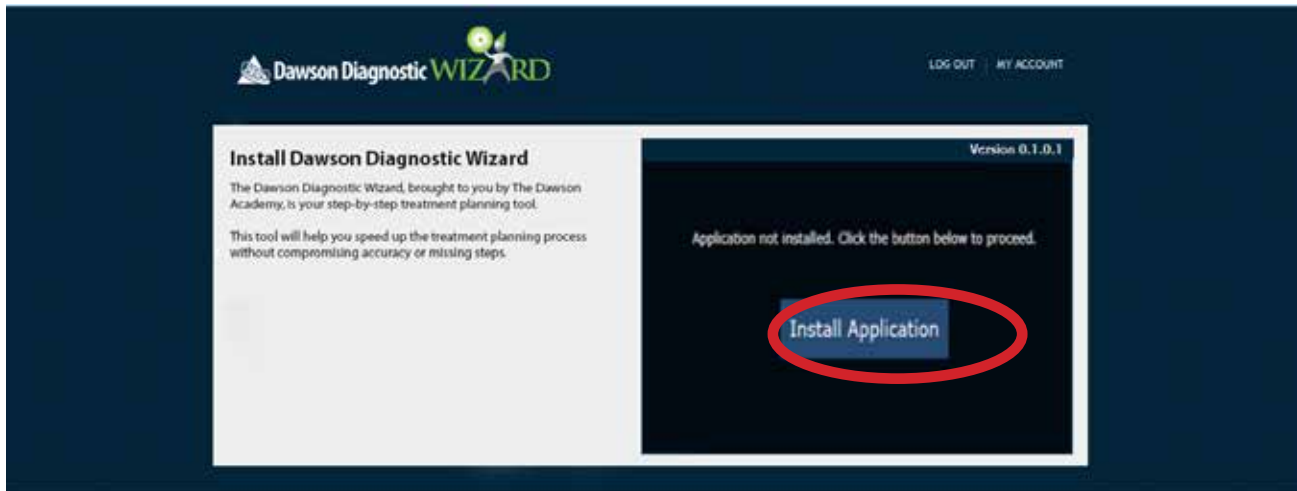 Dawson Diagnostic WIZARD
LOG OUT | MY ACCOUNT
Install Dawson Diagnostic Wizard
The Dawson Diagnostic Wizard, brought to you by The Dawson
Academy, is your step-by-step treatment planning tool.
This tool will help you speed up the treatment planning process
without compromising accuracy or missing steps.
Version 0.1.0.1
Application not installed. Click the button below to proceed.
Install Application